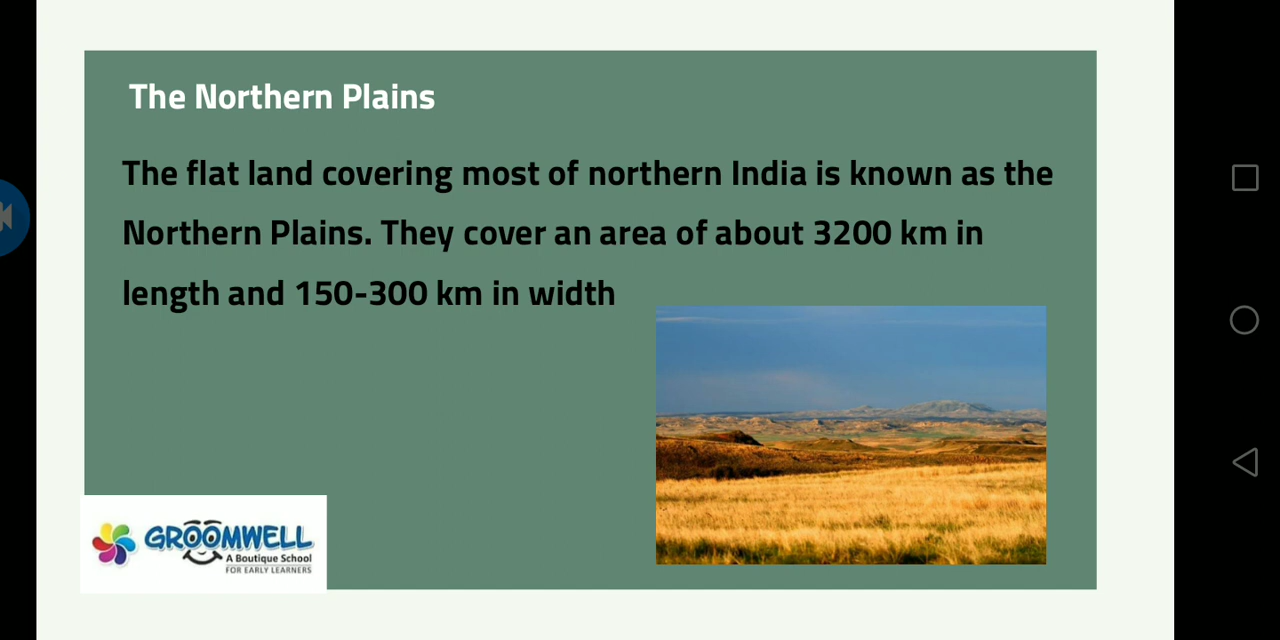 The Northern Plains
The flat land covering most of northern India is known as the
Northern Plains. They cover an area of about 3200 km in
length and 150-300 km in width
GROOMWELL
A Boutique School
FOR EARLY LEARNERS